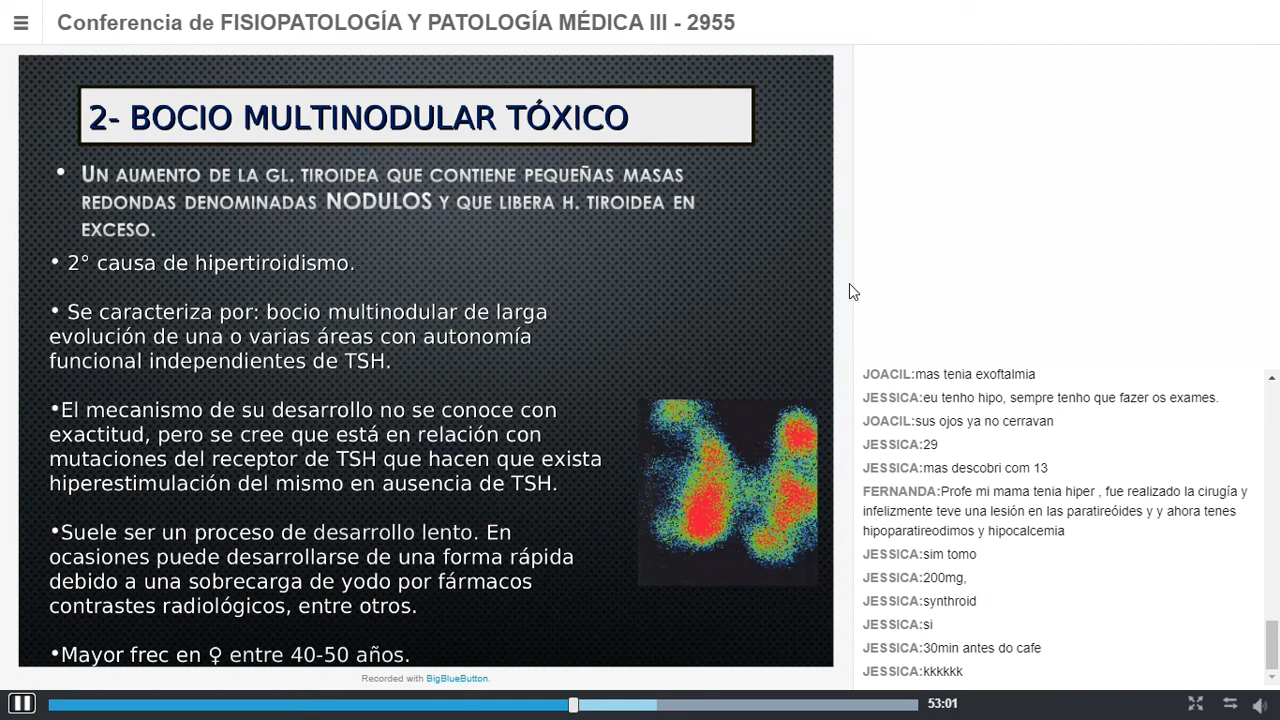 Conferencia de FISIOPATOLOGÍA Y PATOLOGÍA MÉDICA III - 2955
2- BOCIO MULTINODULAR TÓXICO
• UN AUMENTO DE LA GL. TIROIDEA QUE CONTIENE PEQUEÑAS MASAS
REDONDAS DENOMINADAS NODULOS Y QUE LIBERA H. TIROIDEA EN
EXCESO.
• 2° causa de hipertiroidismo.
• Se caracteriza por: bocio multinodular de larga
evolución de una o varias áreas con autonomía
funcional independientes de TSH.
•El mecanismo de su desarrollo no se conoce con
exactitud, pero se cree que está en relación con
mutaciones del receptor de TSH que hacen que exista
hiperestimulación del mismo en ausencia de TSH.
•Suele ser un proceso de desarrollo lento. En
ocasiones puede desarrollarse de una forma rápida
debido a una sobrecarga de yodo por fármacos
contrastes radiológicos, entre otros.
•Mayor frec en ♀ entre 40-50 años.
Recorded with BigBlueButton.
JOACIL:mas tenia exoftalmia
JESSICA:eu tenho hipo, sempre tenho que fazer os exames.
JOACIL:sus ojos ya no cerravan
JESSICA:29
JESSICA:mas descobri com 13
FERNANDA:Profe mi mama tenia hiper , fue realizado la cirugía y
infelizmente teve una lesión en las paratireóides y y ahora tenes
hipoparatireodimos y hipocalcemia
JESSICA:sim tomo
JESSICA:200mg,
JESSICA:synthroid
JESSICA:si
JESSICA:30min antes do cafe
JESSICA:kkkkkk
53:01